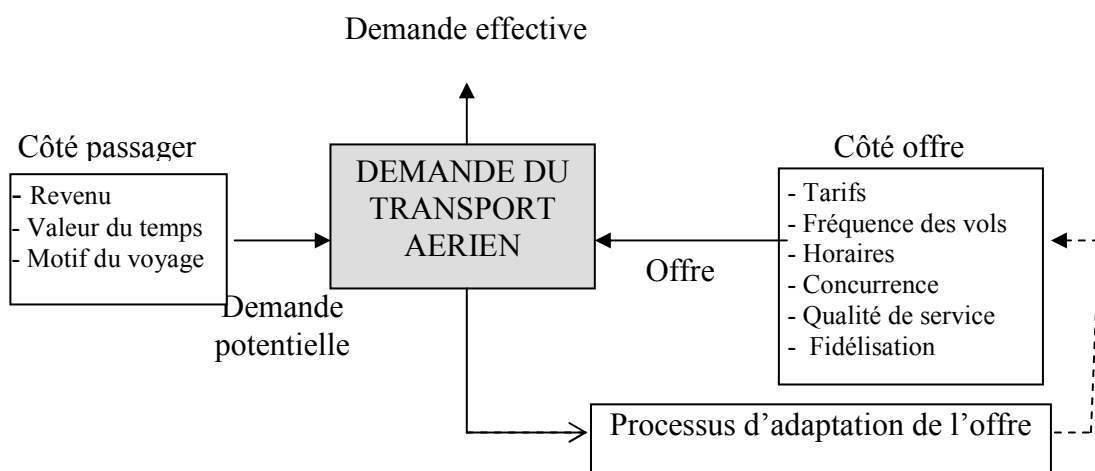 Demande effective
Côté passager
- Revenu
- Valeur du temps
- Motif du voyage
Demande
potentielle
DEMANDE DU
TRANSPORT
AERIEN
Offre
Côté offre
- Tarifs
- Fréquence des vols
- Horaires
- Concurrence
- Qualité de service
- Fidélisation
Processus d’adaptation de l’offre